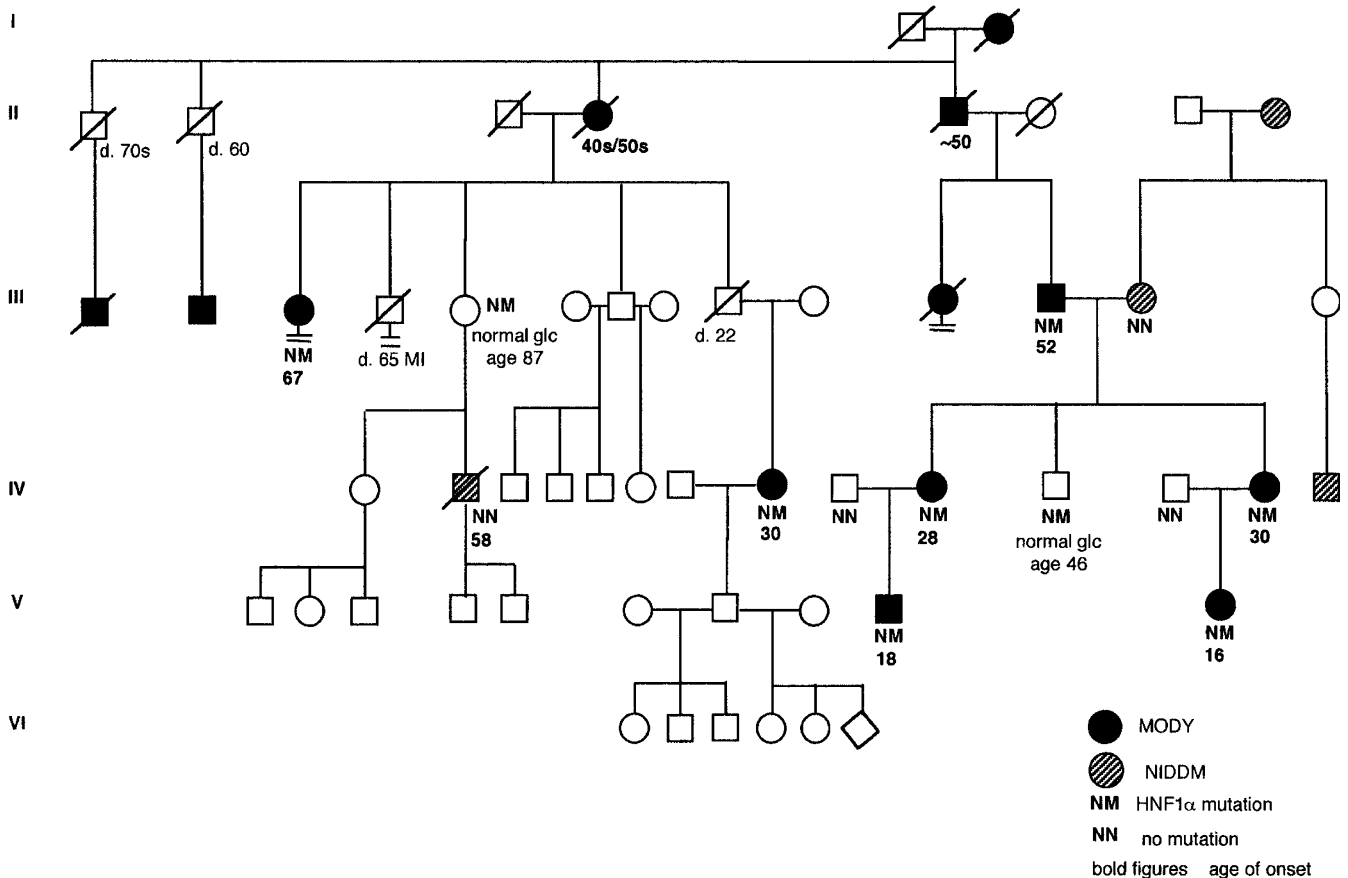 I
II
d. 70s
d. 60
40s/50s
~50
III
NM
67
d. 65 MI
NM
normal glc
age 87
d. 22
NM
52
NN
IV
NN
58
NM
30
NN
NM
28
NM
normal glc
age 46
NN
NM
30
V
NM
18
NM
16
VI
MODY
NIDDM
NM HNF1α mutation
NN no mutation
bold figures age of onset